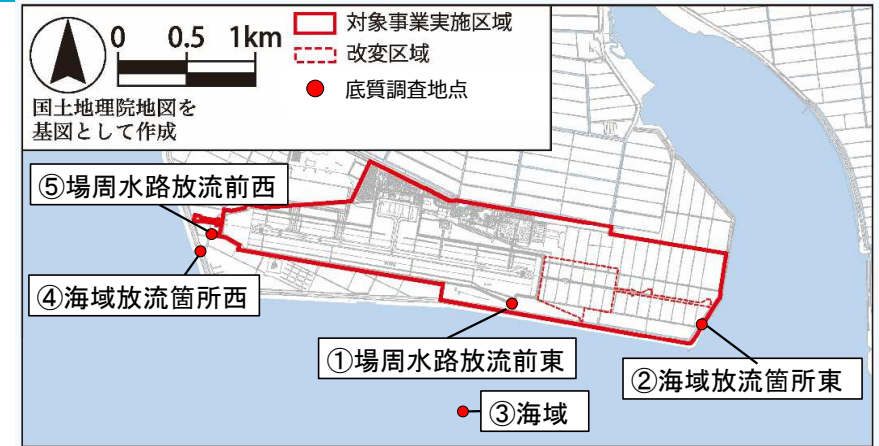 0 0.5 1km
国土地理院地図を
基図として作成
対象事業実施区域
改変区域
底質調査地点
⑤場周水路放流前西
④海域放流箇所西
①場周水路放流前東
②海域放流箇所東
③海域